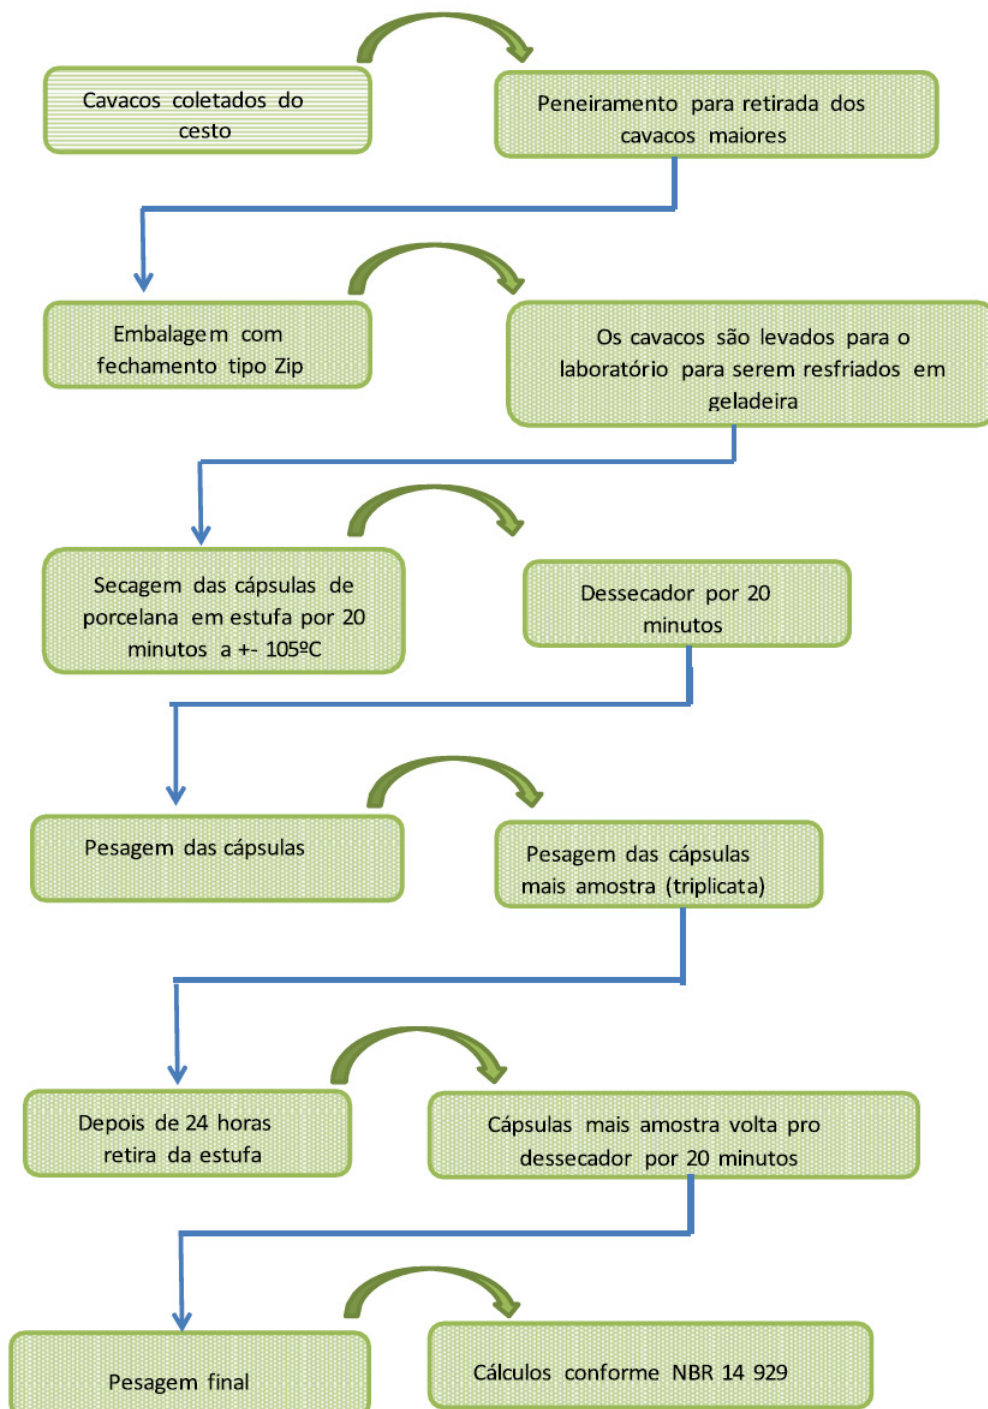 Cavacos coletados do
cesto
Peneiramento para retirada dos
cavacos maiores
Embalagem com
fechamento tipo Zip
Os cavacos são levados para o
laboratório para serem resfriados em
geladeira
Secagem das cápsulas de
porcelana em estufa por 20
minutos a +- 105ºC
Dessecador por 20
minutos
Pesagem das cápsulas
Pesagem das cápsulas
mais amostra (triplicata)
Depois de 24 horas
retira da estufa
Cápsulas mais amostra volta pro
dessecador por 20 minutos
Pesagem final
Cálculos conforme NBR 14 929